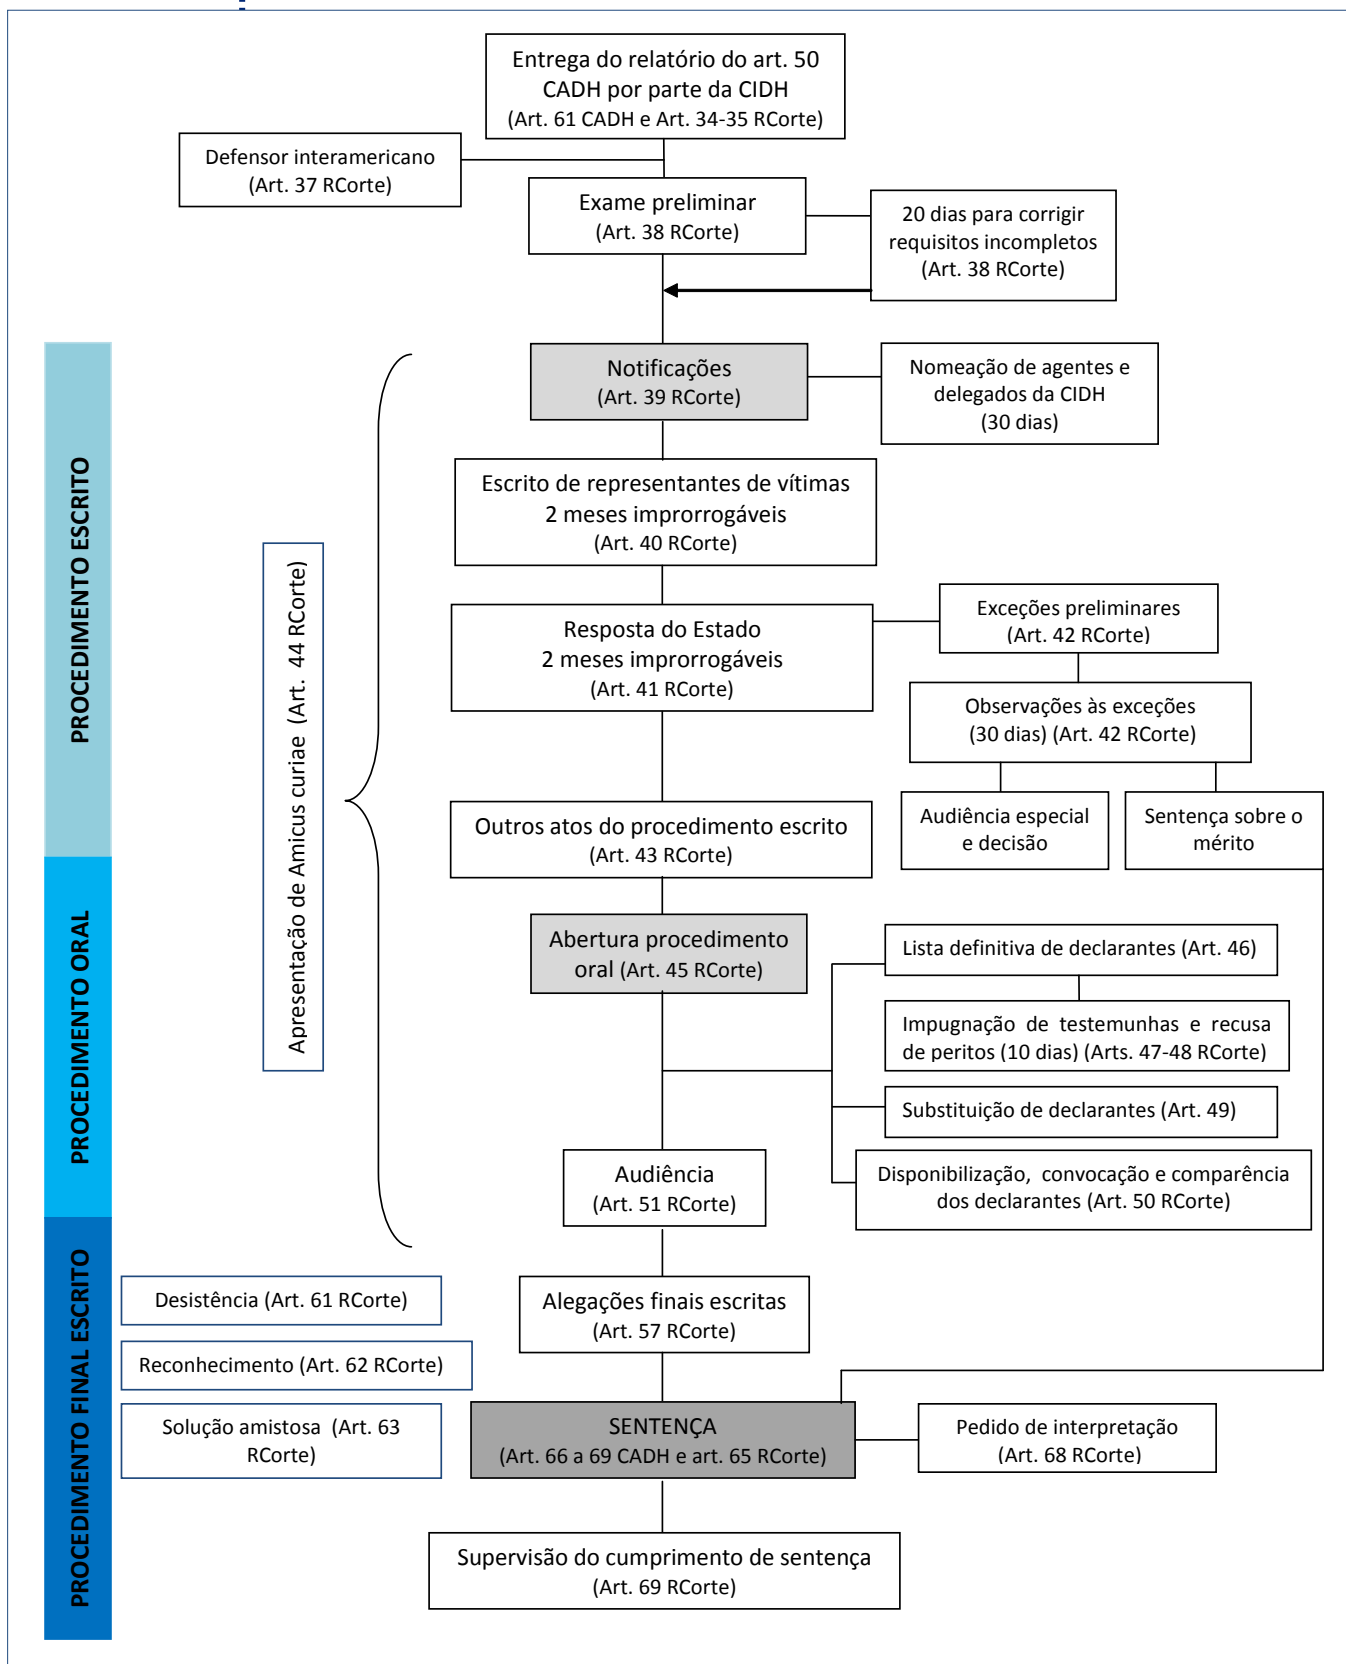 Entrega do relatório do art. 50
CADH por parte da CIDH
(Art. 61 CADH e Art. 34-35 RCorte)
Defensor interamericano
(Art. 37 RCorte)
Exame preliminar
(Art. 38 RCorte)
20 dias para corrigir
requisitos incompletos
(Art. 38 RCorte)
PROCEDIMENTO ESCRITO
Notificações
(Art. 39 RCorte)
Nomeação de agentes e
delegados da CIDH
(30 dias)
Escrito de representantes de vítimas
2 meses improrrogáveis
(Art. 40 RCorte)
Apresentação de Amicus curiae (Art. 44 RCorte)
Resposta do Estado
2 meses improrrogáveis
(Art. 41 RCorte)
Exceções preliminares
(Art. 42 RCorte)
Observações às exceções
(30 dias) (Art. 42 RCorte)
Audiência especial
e decisão
Sentença sobre o
mérito
Outros atos do procedimento escrito
(Art. 43 RCorte)
PROCEDIMENTO ORAL
Abertura procedimento
oral (Art. 45 RCorte)
Lista definitiva de declarantes (Art. 46)
Impugnação de testemunhas e recusa
de peritos (10 dias) (Arts. 47-48 RCorte)
Substituição de declarantes (Art. 49)
Disponibilização, convocação e comparência
dos declarantes (Art. 50 RCorte)
Audiência
(Art. 51 RCorte)
PROCEDIMENTO FINAL ESCRITO
Desistência (Art. 61 RCorte)
Reconhecimento (Art. 62 RCorte)
Solução amistosa (Art. 63
RCorte)
Alegações finais escritas
(Art. 57 RCorte)
SENTENÇA
(Art. 66 a 69 CADH e art. 65 RCorte)
Pedido de interpretação
(Art. 68 RCorte)
Supervisão do cumprimento de sentença
(Art. 69 RCorte)